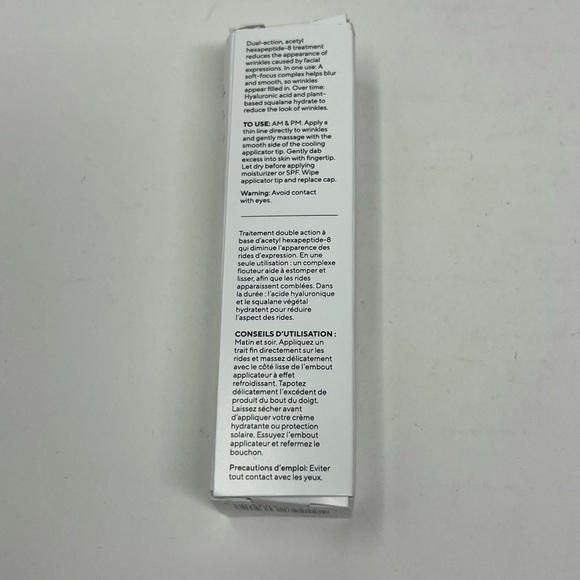 Dual-action, acetyl
hexapeptide-8 treatment
reduces the appearance of
wrinkles caused by facial
expressions. In one use: A
soft-focus complex helps blur
and smooth, so wrinkles
appear filled in. Over time:
Hyaluronic acid and plant-
based squalane hydrate to
reduce the look of wrinkles.
TO USE: AM & PM. Apply a
thin line directly to wrinkles
and gently massage with the
smooth side of the cooling
applicator tip. Gently dab
excess into skin with fingertip.
Let dry before applying
moisturizer or SPF. Wipe
applicator tip and replace cap.
Warning: Avoid contact
with eyes.
Traitement double action à
base d'acetyl hexapeptide-8
qui diminue l'apparence des
rides d'expression. En une
seule utilisation : un complexe
flouteur aide à estomper et
lisser, afin que les rides
apparaissent comblées. Dans
la durée : l'acide hyaluronique
et le squalane végétal
hydratent pour réduire
l'aspect des rides.
CONSEILS D'UTILISATION :
Matin et soir. Appliquez un
trait fin directement sur les
rides et massez délicatement
avec le côté lisse de l'embout
applicateur à effet
refroidissant. Tapotez
délicatement l'excédent de
produit du bout du doigt.
Laissez sécher avant
d'appliquer votre crème
hydratante ou protection
solaire. Essuyez l'embout
applicateur et refermez le
bouchon.
Precautions d'emploi: Eviter
tout contact avec les yeux.